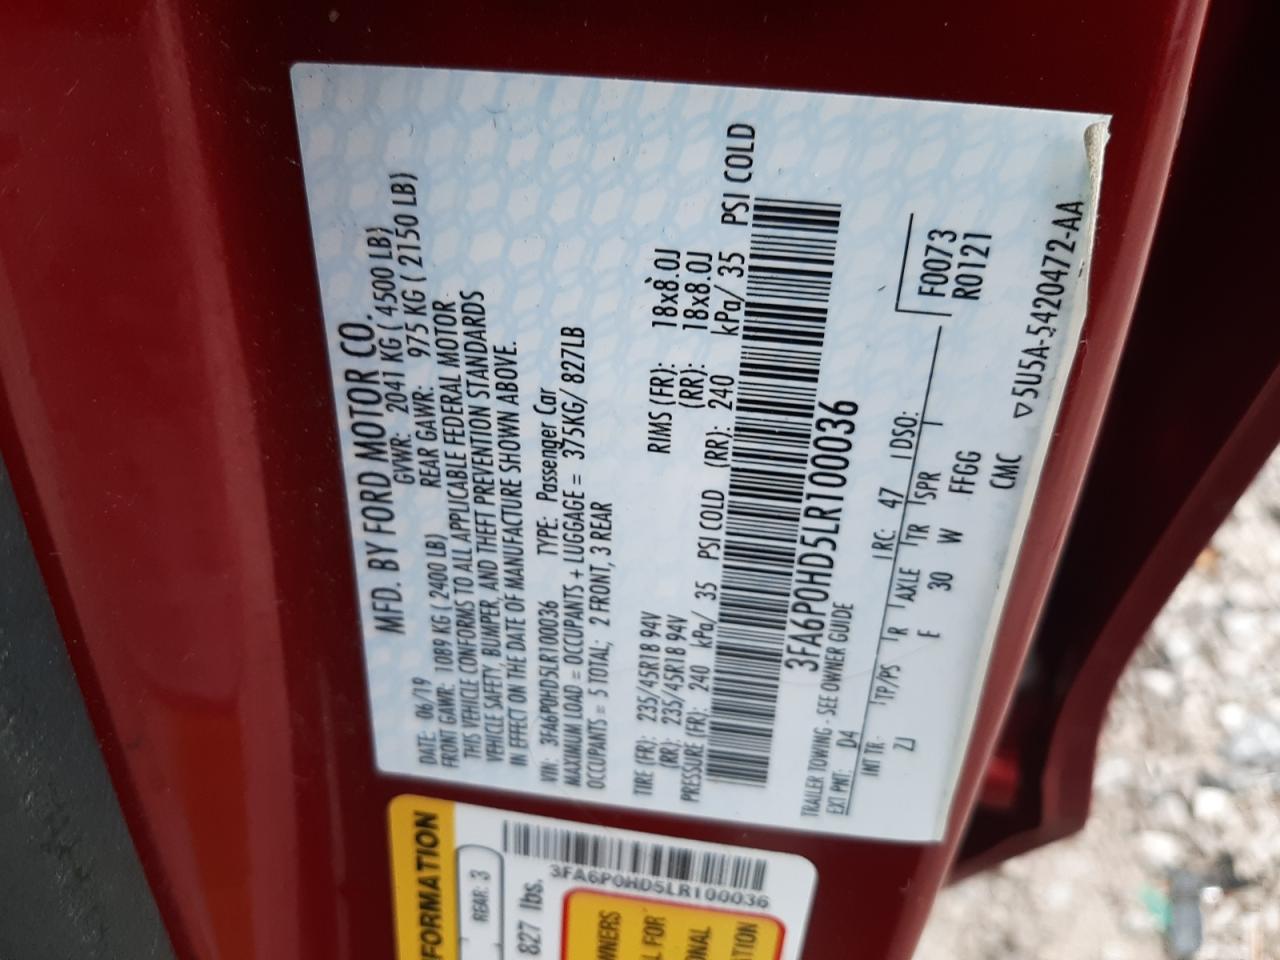 MFD. BY FORD MOTOR CO.
DATE: 06/19 GVWR: 2041 KG ( 4500 LB)
FRONT GAWR: 1089 KG ( 2400 LB) REAR GAWR: 975 KG ( 2150 LB)
THIS VEHICLE CONFORMS TO ALL APPLICABLE FEDERAL MOTOR
VEHICLE SAFETY, BUMPER, AND THEFT PREVENTION STANDARDS
IN EFFECT ON THE DATE OF MANUFACTURE SHOWN ABOVE.
VIN: 3FA6P0HD5LR100036 TYPE: Passenger Car
MAXIMUM LOAD = OCCUPANTS + LUGGAGE = 375KG/ 827LB
OCCUPANTS = 5 TOTAL; 2 FRONT, 3 REAR
TIRE (FR): 235/45R18 94V RIMS (FR): 18x8.0J
(RR): 235/45R18 94V (RR): 18x8.0J
PRESSURE (FR): 240 kPa/ 35 PSI COLD (RR): 240 kPa/ 35 PSI COLD
3FA6P0HD5LR100036
TRAILER TOWING - SEE OWNER GUIDE
EXT PNT: D4 RC: 47 DSO: F0073
R0121
INT TR TP/PS R AXLE TR SPR
ZJ E 30 W FFGG
CMC ▽5U5A-5420472-AA
FORMATION
REAR: 3
827 lbs.
3FA6P0HD5LR100036
WNERS
L FOR
ONAL
TION